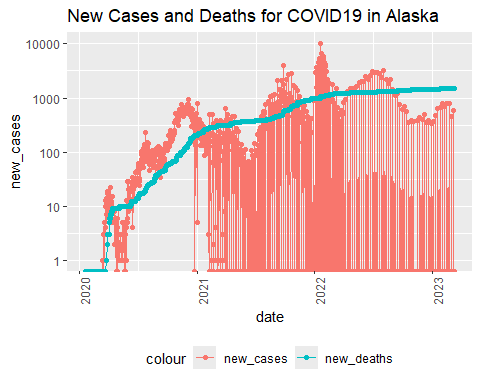 New Cases and Deaths for COVID19 in Alaska
new_cases
10000
1000
100
10
1
2020
2021
2022
2023
date
colour
new_cases
new_deaths